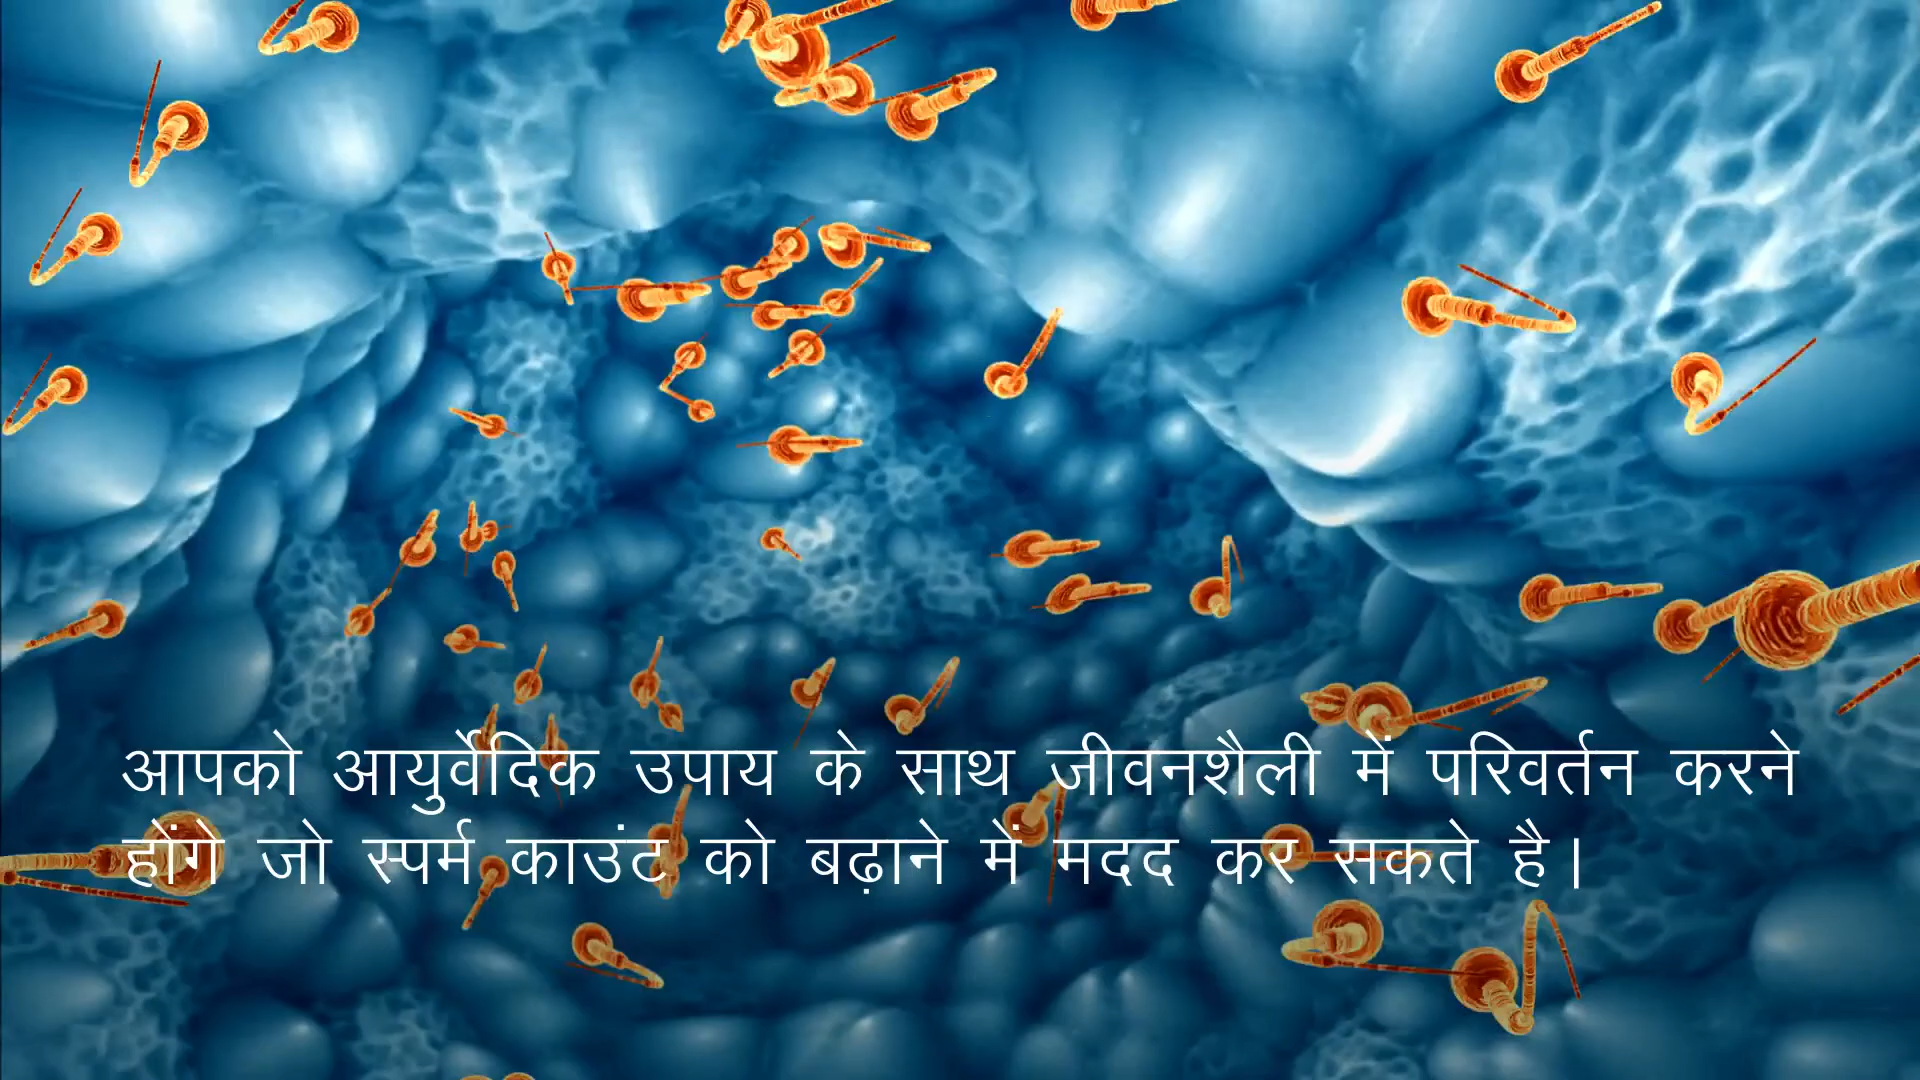 आपको आयुर्वेदिक उपाय के साथ जीवनशैली में परिवर्तन करने
होंगे जो स्पर्म काउंट को बढ़ाने में मदद कर सकते है।